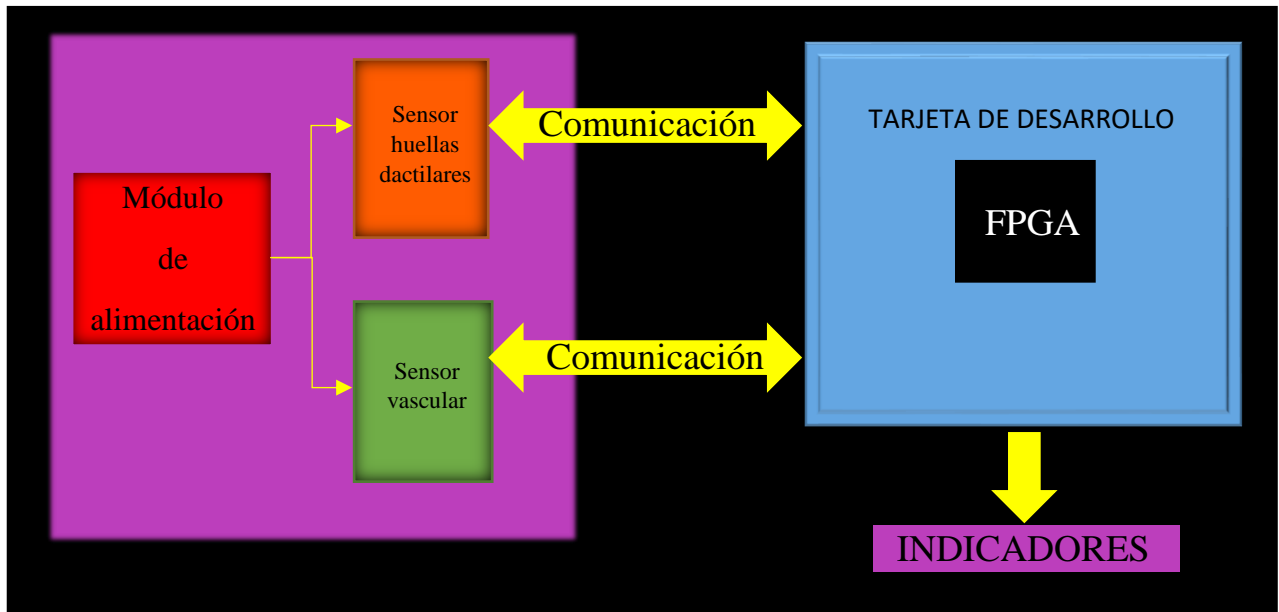 Módulo
de
alimentación
Sensor
huellas
dactilares
Sensor
vascular
Comunicación
Comunicación
TARJETA DE DESARROLLO
FPGA
INDICADORES